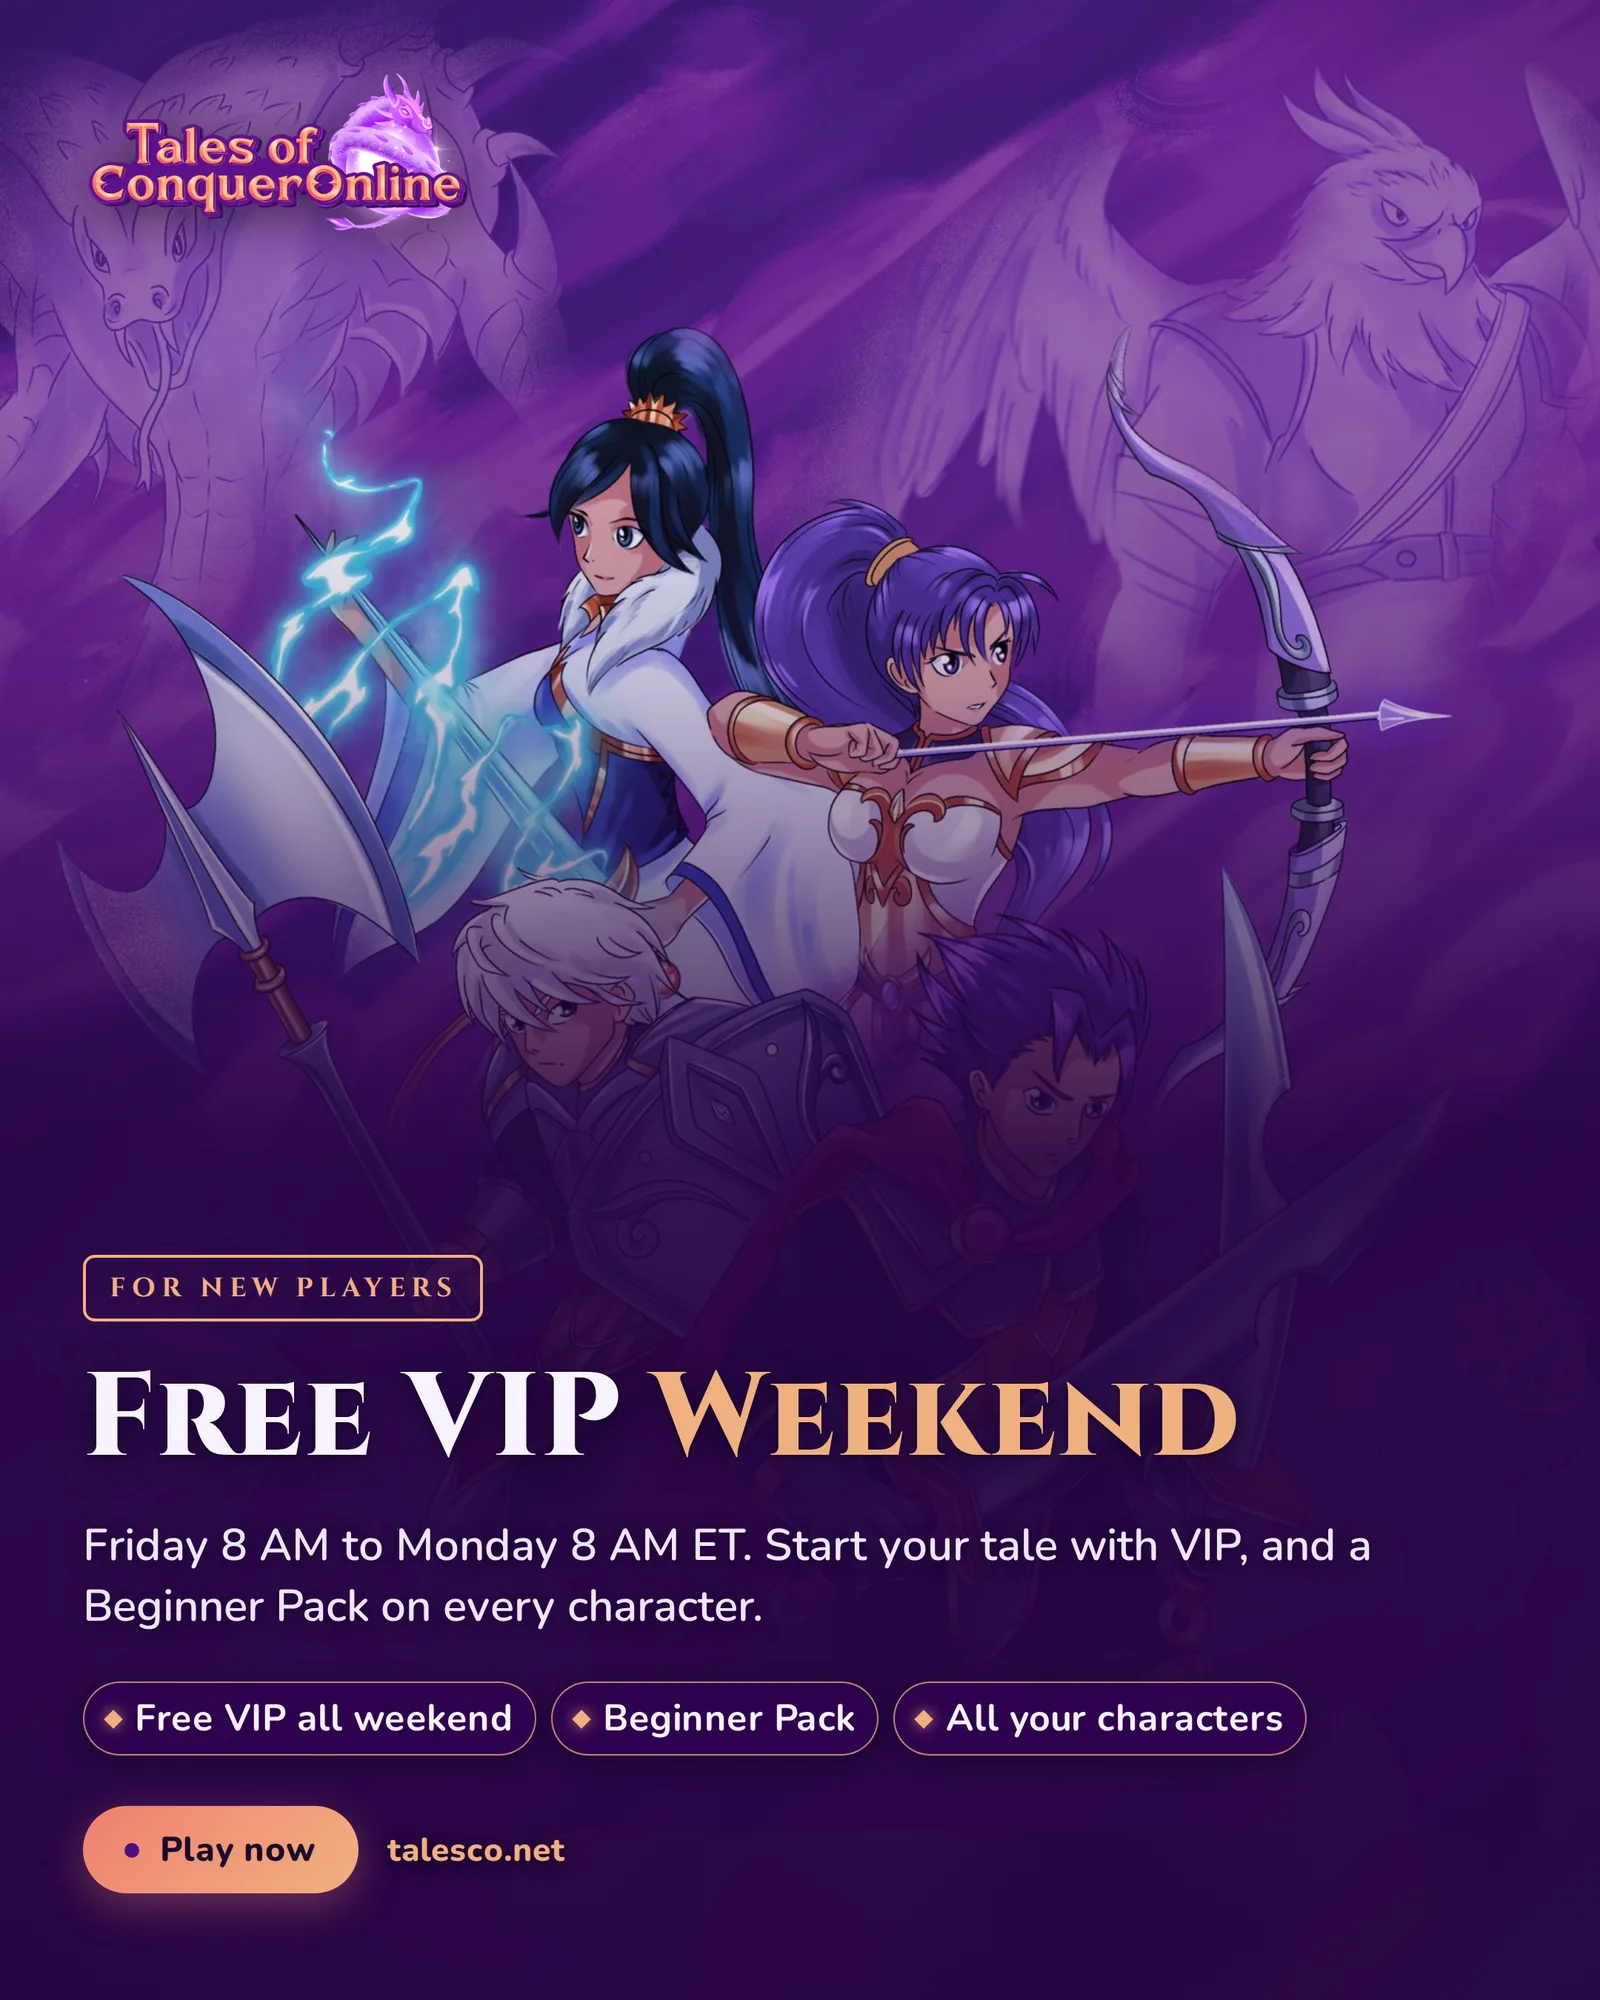 Tales of
Conquer Online
FOR NEW PLAYERS
FREE VIP WEEKEND
Friday 8 AM to Monday 8 AM ET. Start your tale with VIP, and a
Beginner Pack on every character.
Free VIP all weekend
Beginner Pack
All your characters
Play now
talesco.net